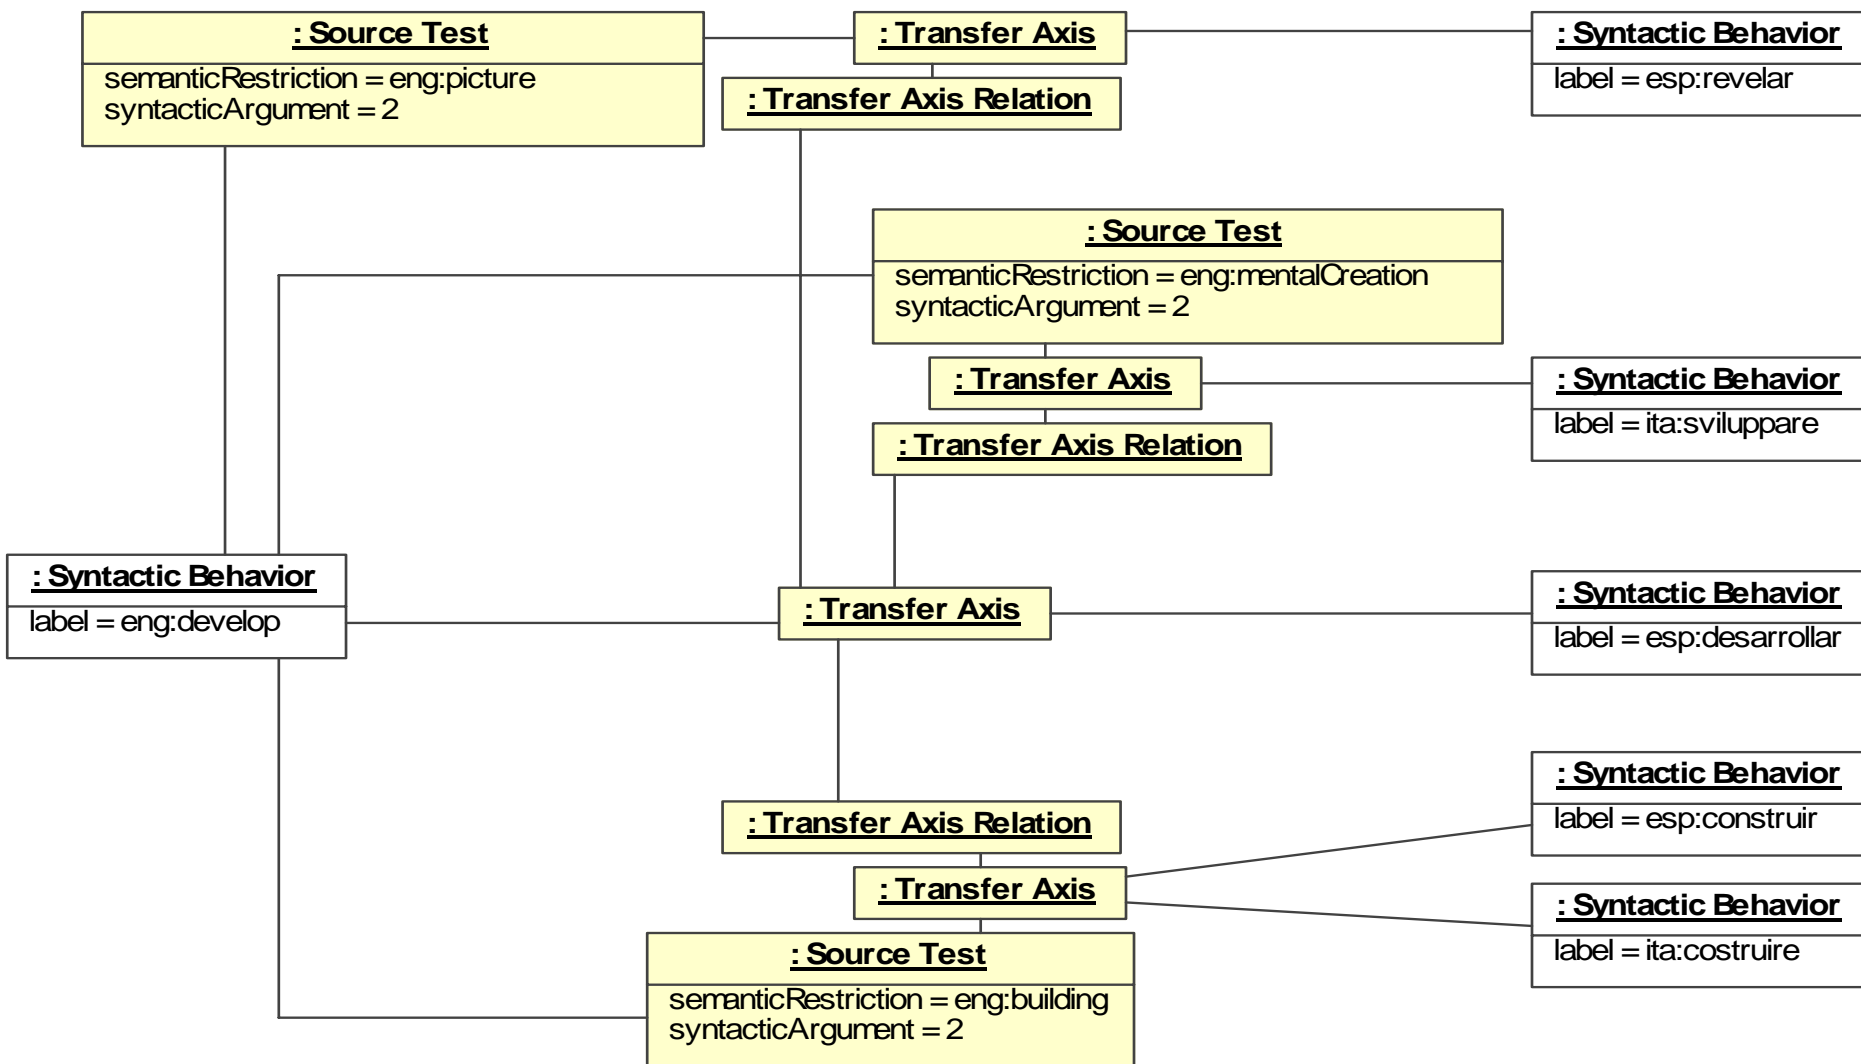 : Source Test
semanticRestriction = eng:picture
syntacticArgument = 2
: Transfer Axis
: Syntactic Behavior
label = esp:revelar
: Transfer Axis Relation
: Source Test
semanticRestriction = eng:mentalCreation
syntacticArgument = 2
: Transfer Axis
: Syntactic Behavior
label = ita:sviluppare
: Transfer Axis Relation
: Syntactic Behavior
label = eng:develop
: Transfer Axis
: Syntactic Behavior
label = esp:desarrollar
: Syntactic Behavior
label = esp:construir
: Transfer Axis Relation
: Transfer Axis
: Syntactic Behavior
label = ita:costruire
: Source Test
semanticRestriction = eng:building
syntacticArgument = 2